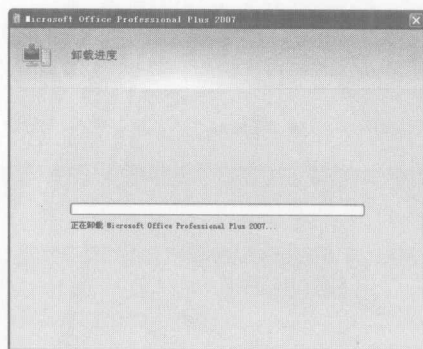 Microsoft Office Professional Plus 2007
卸载进度
正在卸载 Microsoft Office Professional Plus 2007...